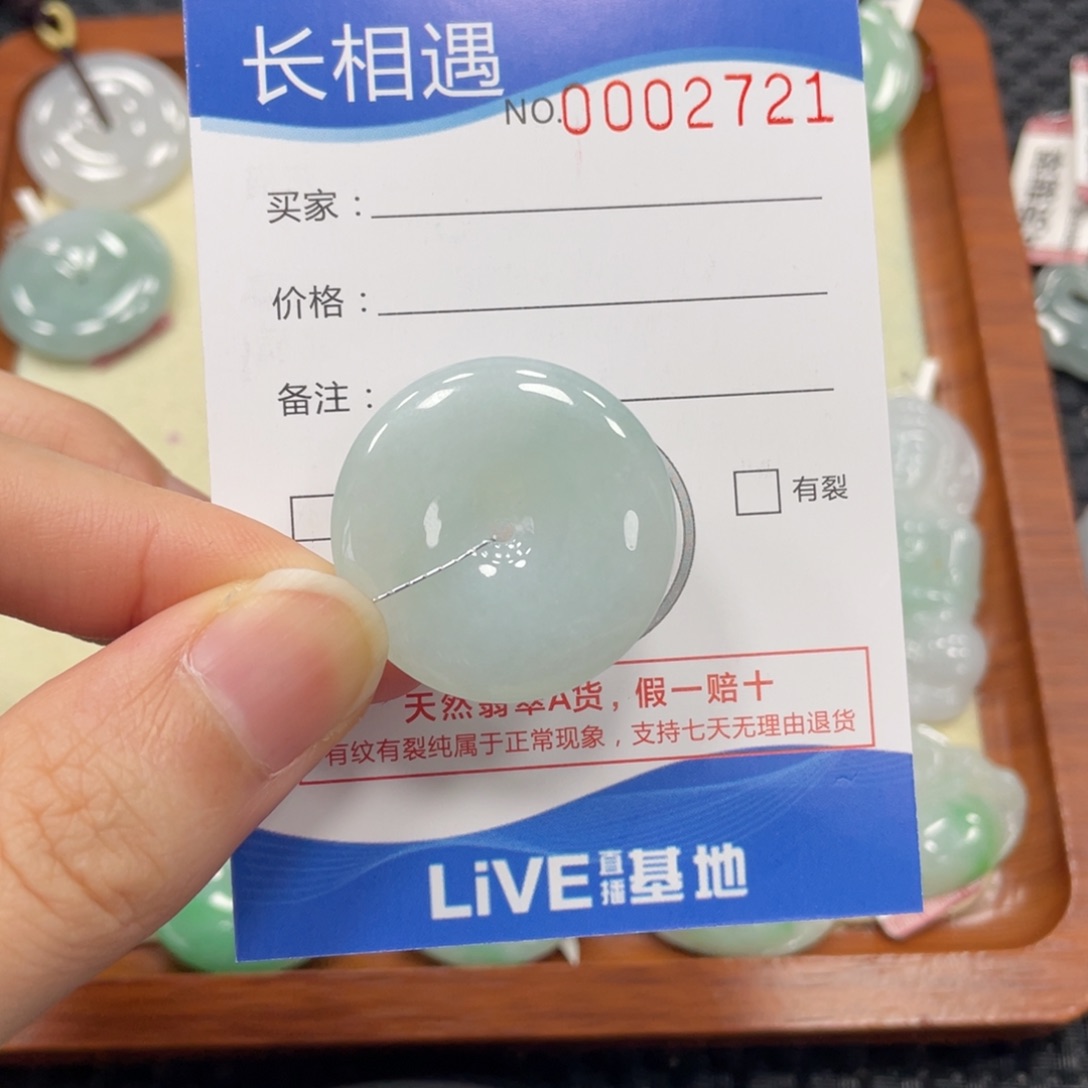 长相遇
NO.0002721
买家：
价格：
备注：
有裂
天然翡翠A货，假一赔十
有纹有裂纯属于正常现象，支持七天无理由退货
LiVE直播基地